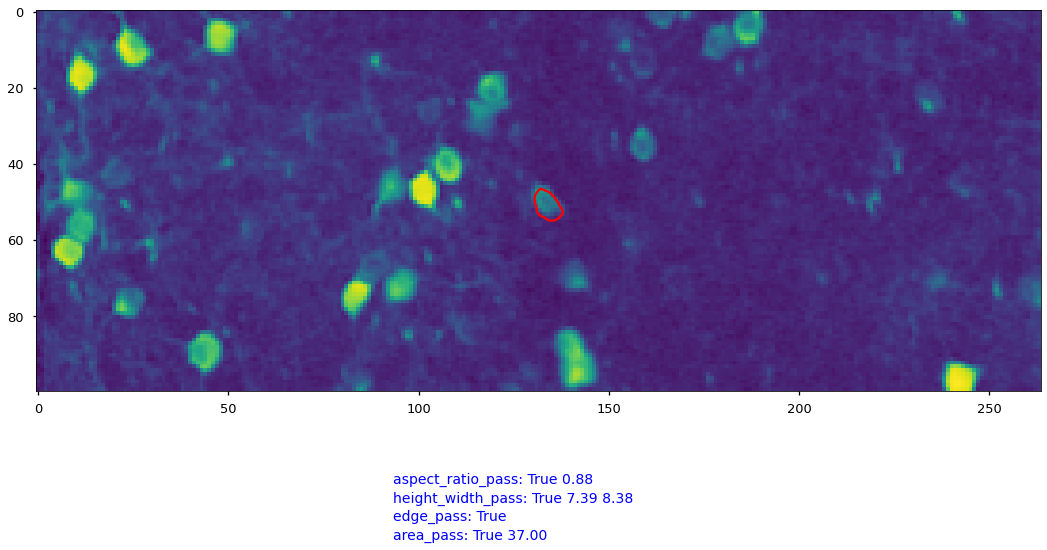 0
20
40
60
80
0
50
100
150
200
250
aspect_ratio_pass: True 0.88
height_width_pass: True 7.39 8.38
edge_pass: True
area_pass: True 37.00